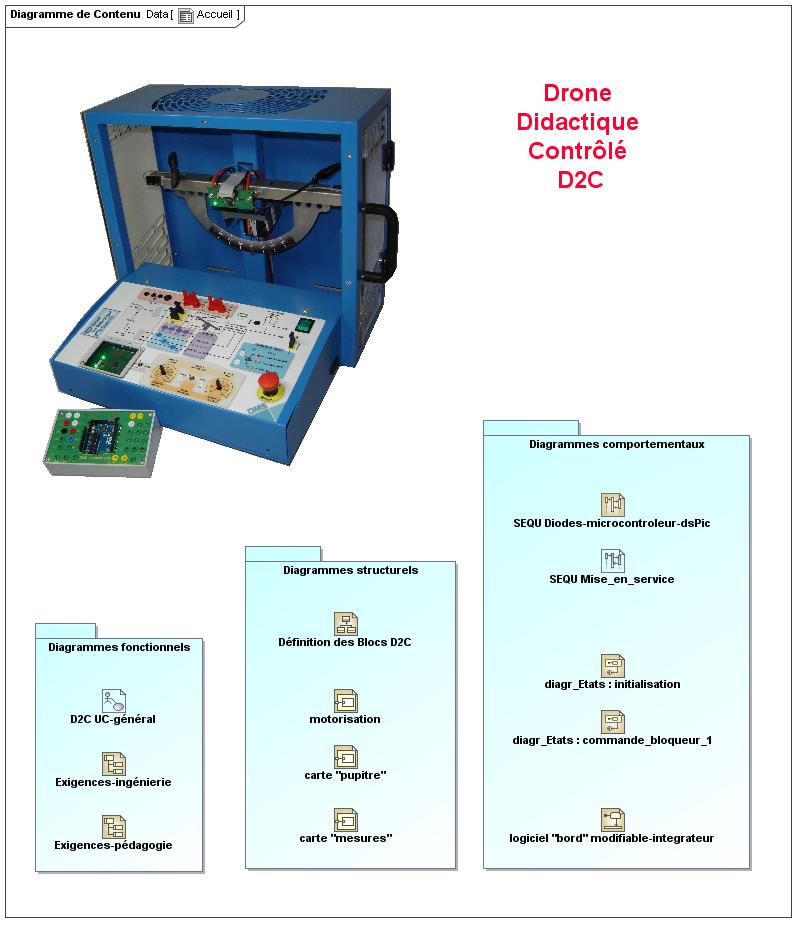 Diagramme de Contenu Data [ Accueil ]
Drone
Didactique
Contrôlé
D2C
DMS
Diagrammes comportementaux
SEQU Diodes-microcontroleur-dsPic
SEQU Mise_en_service
diagr_Etats : initialisation
diagr_Etats : commande_bloqueur_1
logiciel "bord" modifiable-integrateur
Diagrammes structurels
Définition des Blocs D2C
motorisation
carte "pupitre"
carte "mesures"
Diagrammes fonctionnels
D2C UC-général
Exigences-ingénierie
Exigences-pédagogie